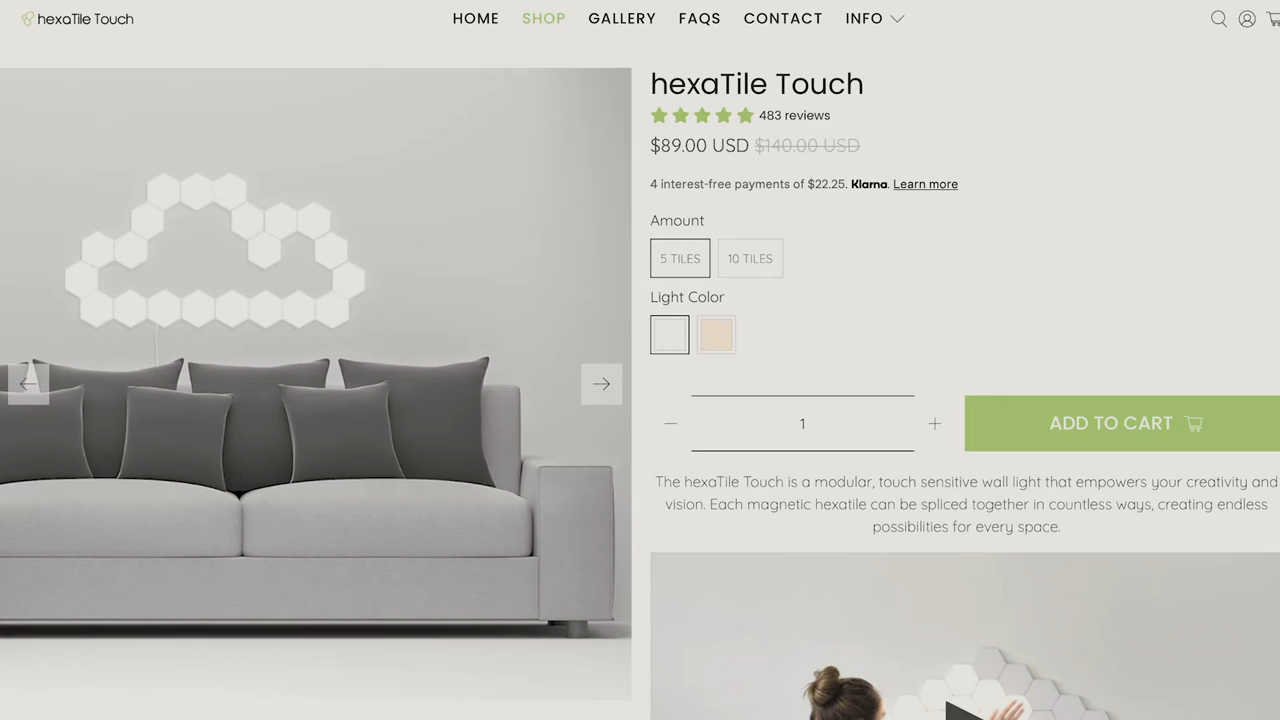 hexaTile Touch
HOME SHOP GALLERY FAQS CONTACT INFO
hexaTile Touch
483 reviews
$89.00 USD $140.00 USD
4 interest-free payments of $22.25. Klarna. Learn more
Amount
5 TILES 10 TILES
Light Color
1 ADD TO CART
The hexaTile Touch is a modular, touch sensitive wall light that empowers your creativity and
vision. Each magnetic hexatile can be spliced together in countless ways, creating endless
possibilities for every space.